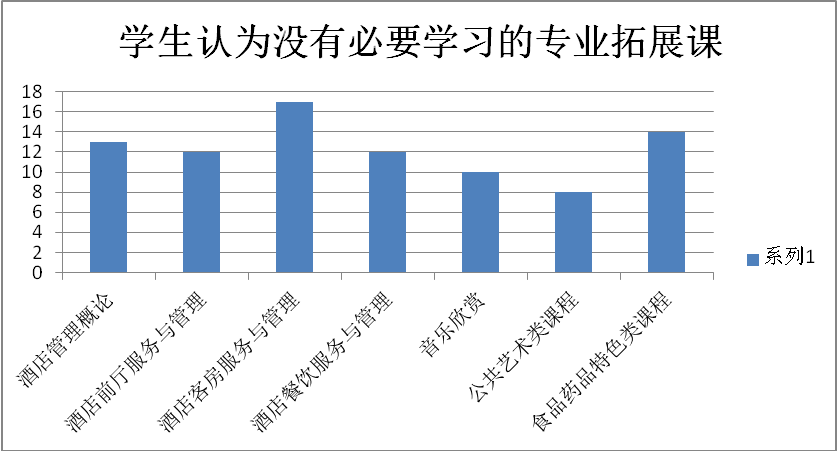 学生认为没有必要学习的专业拓展课
18
16
14
12
10
8
6
4
2
0
酒店管理概论
酒店前厅服务与管理
酒店客房服务与管理
酒店餐饮服务与管理
音乐欣赏
公共艺术类课程
食品药品特色类课程
系列1